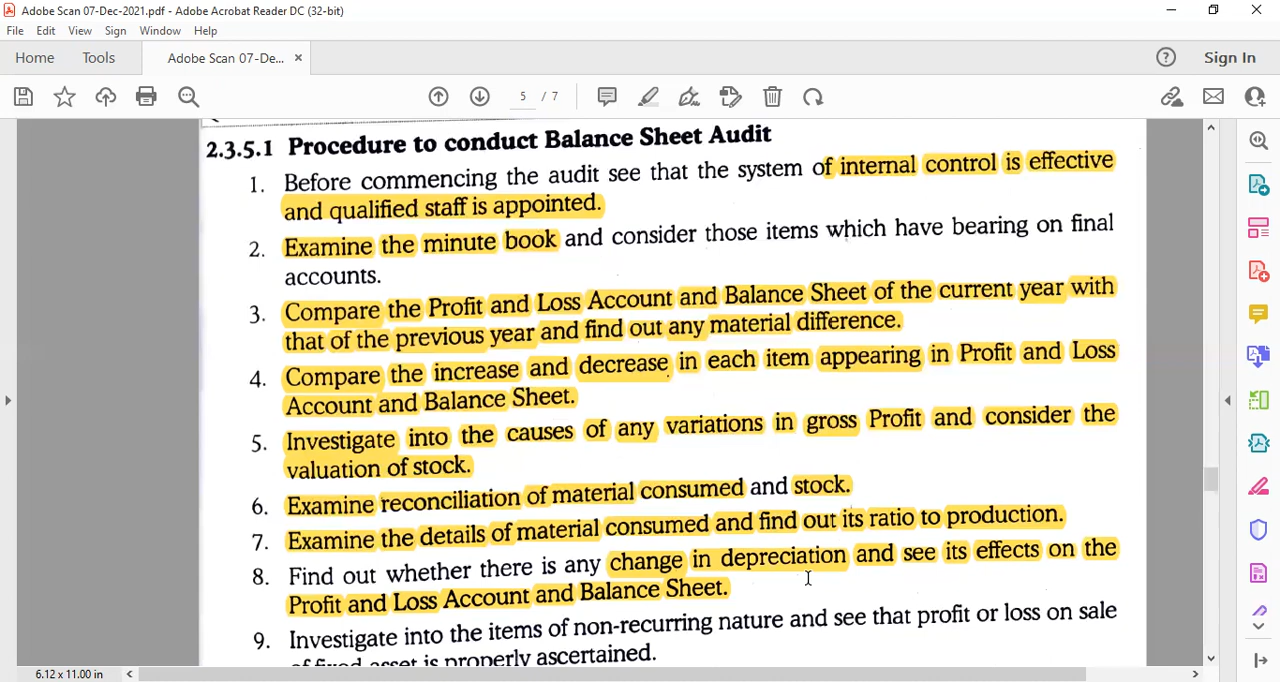 Adobe Scan 07-Dec-2021.pdf - Adobe Acrobat Reader DC (32-bit)
File Edit View Sign Window Help
Home Tools Adobe Scan 07-De... × Sign In
5 / 7
2.3.5.1 Procedure to conduct Balance Sheet Audit
1. Before commencing the audit see that the system of internal control is effective
and qualified staff is appointed.
2. Examine the minute book and consider those items which have bearing on final
accounts.
3. Compare the Profit and Loss Account and Balance Sheet of the current year with
that of the previous year and find out any material difference.
4. Compare the increase and decrease in each item appearing in Profit and Loss
Account and Balance Sheet.
5. Investigate into the causes of any variations in gross Profit and consider the
valuation of stock.
6. Examine reconciliation of material consumed and stock.
7. Examine the details of material consumed and find out its ratio to production.
8. Find out whether there is any change in depreciation and see its effects on the
Profit and Loss Account and Balance Sheet.
9. Investigate into the items of non-recurring nature and see that profit or loss on sale
of fixed asset is properly ascertained.
6.12 x 11.00 in